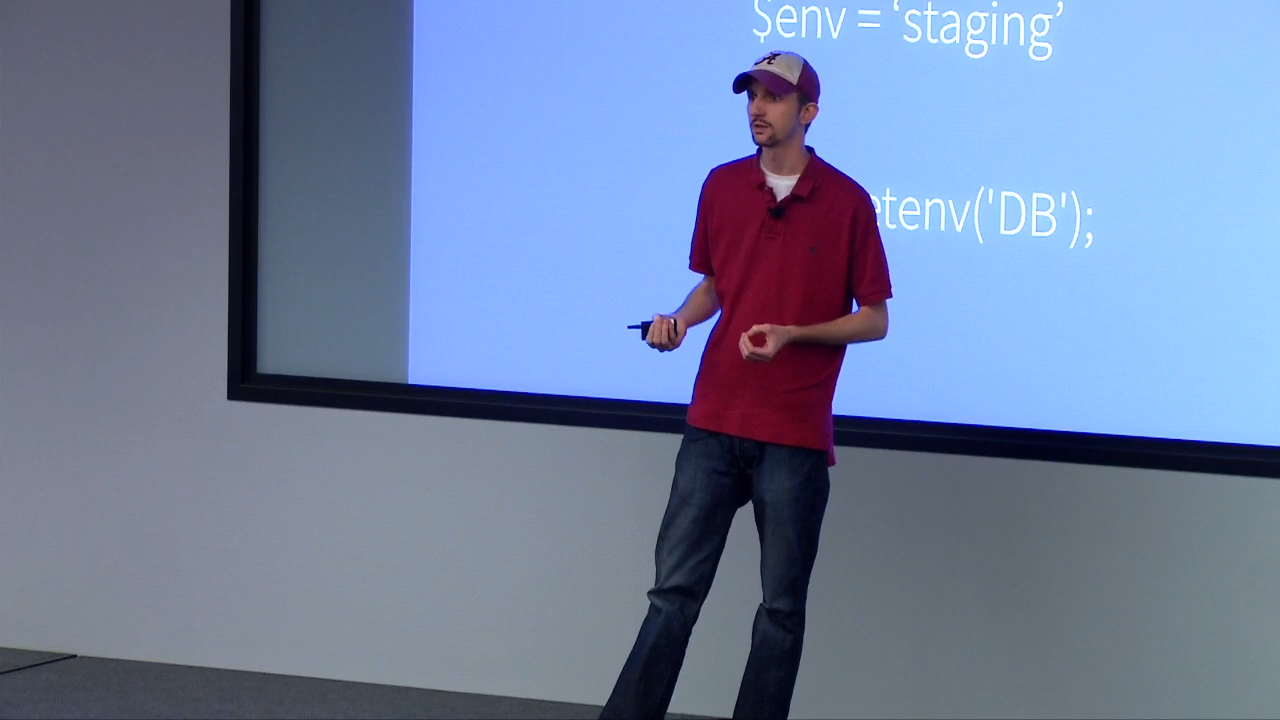 $env = ‘staging’
etenv('DB');
A